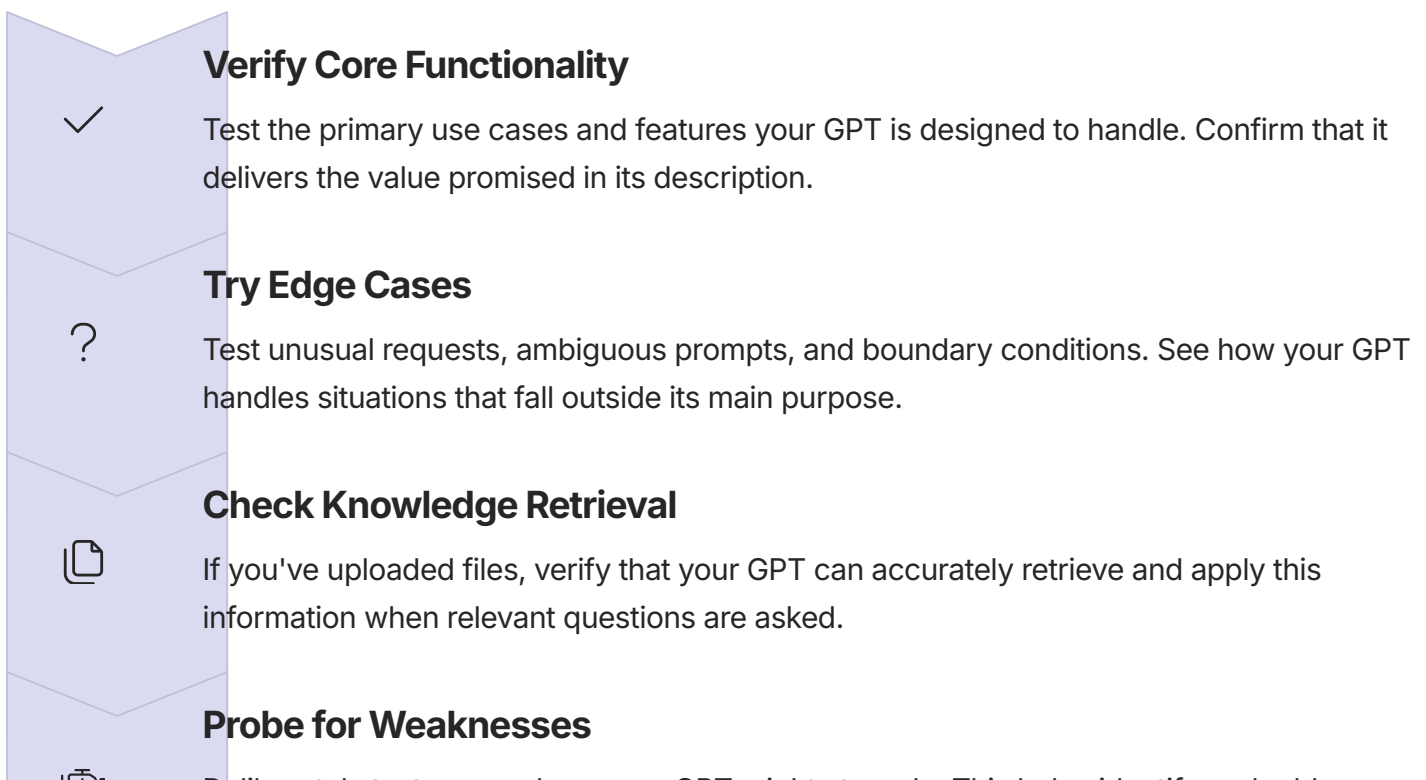 Verify Core Functionality
Test the primary use cases and features your GPT is designed to handle. Confirm that it
delivers the value promised in its description.
Try Edge Cases
Test unusual requests, ambiguous prompts, and boundary conditions. See how your GPT
handles situations that fall outside its main purpose.
Check Knowledge Retrieval
If you've uploaded files, verify that your GPT can accurately retrieve and apply this
information when relevant questions are asked.
Probe for Weaknesses